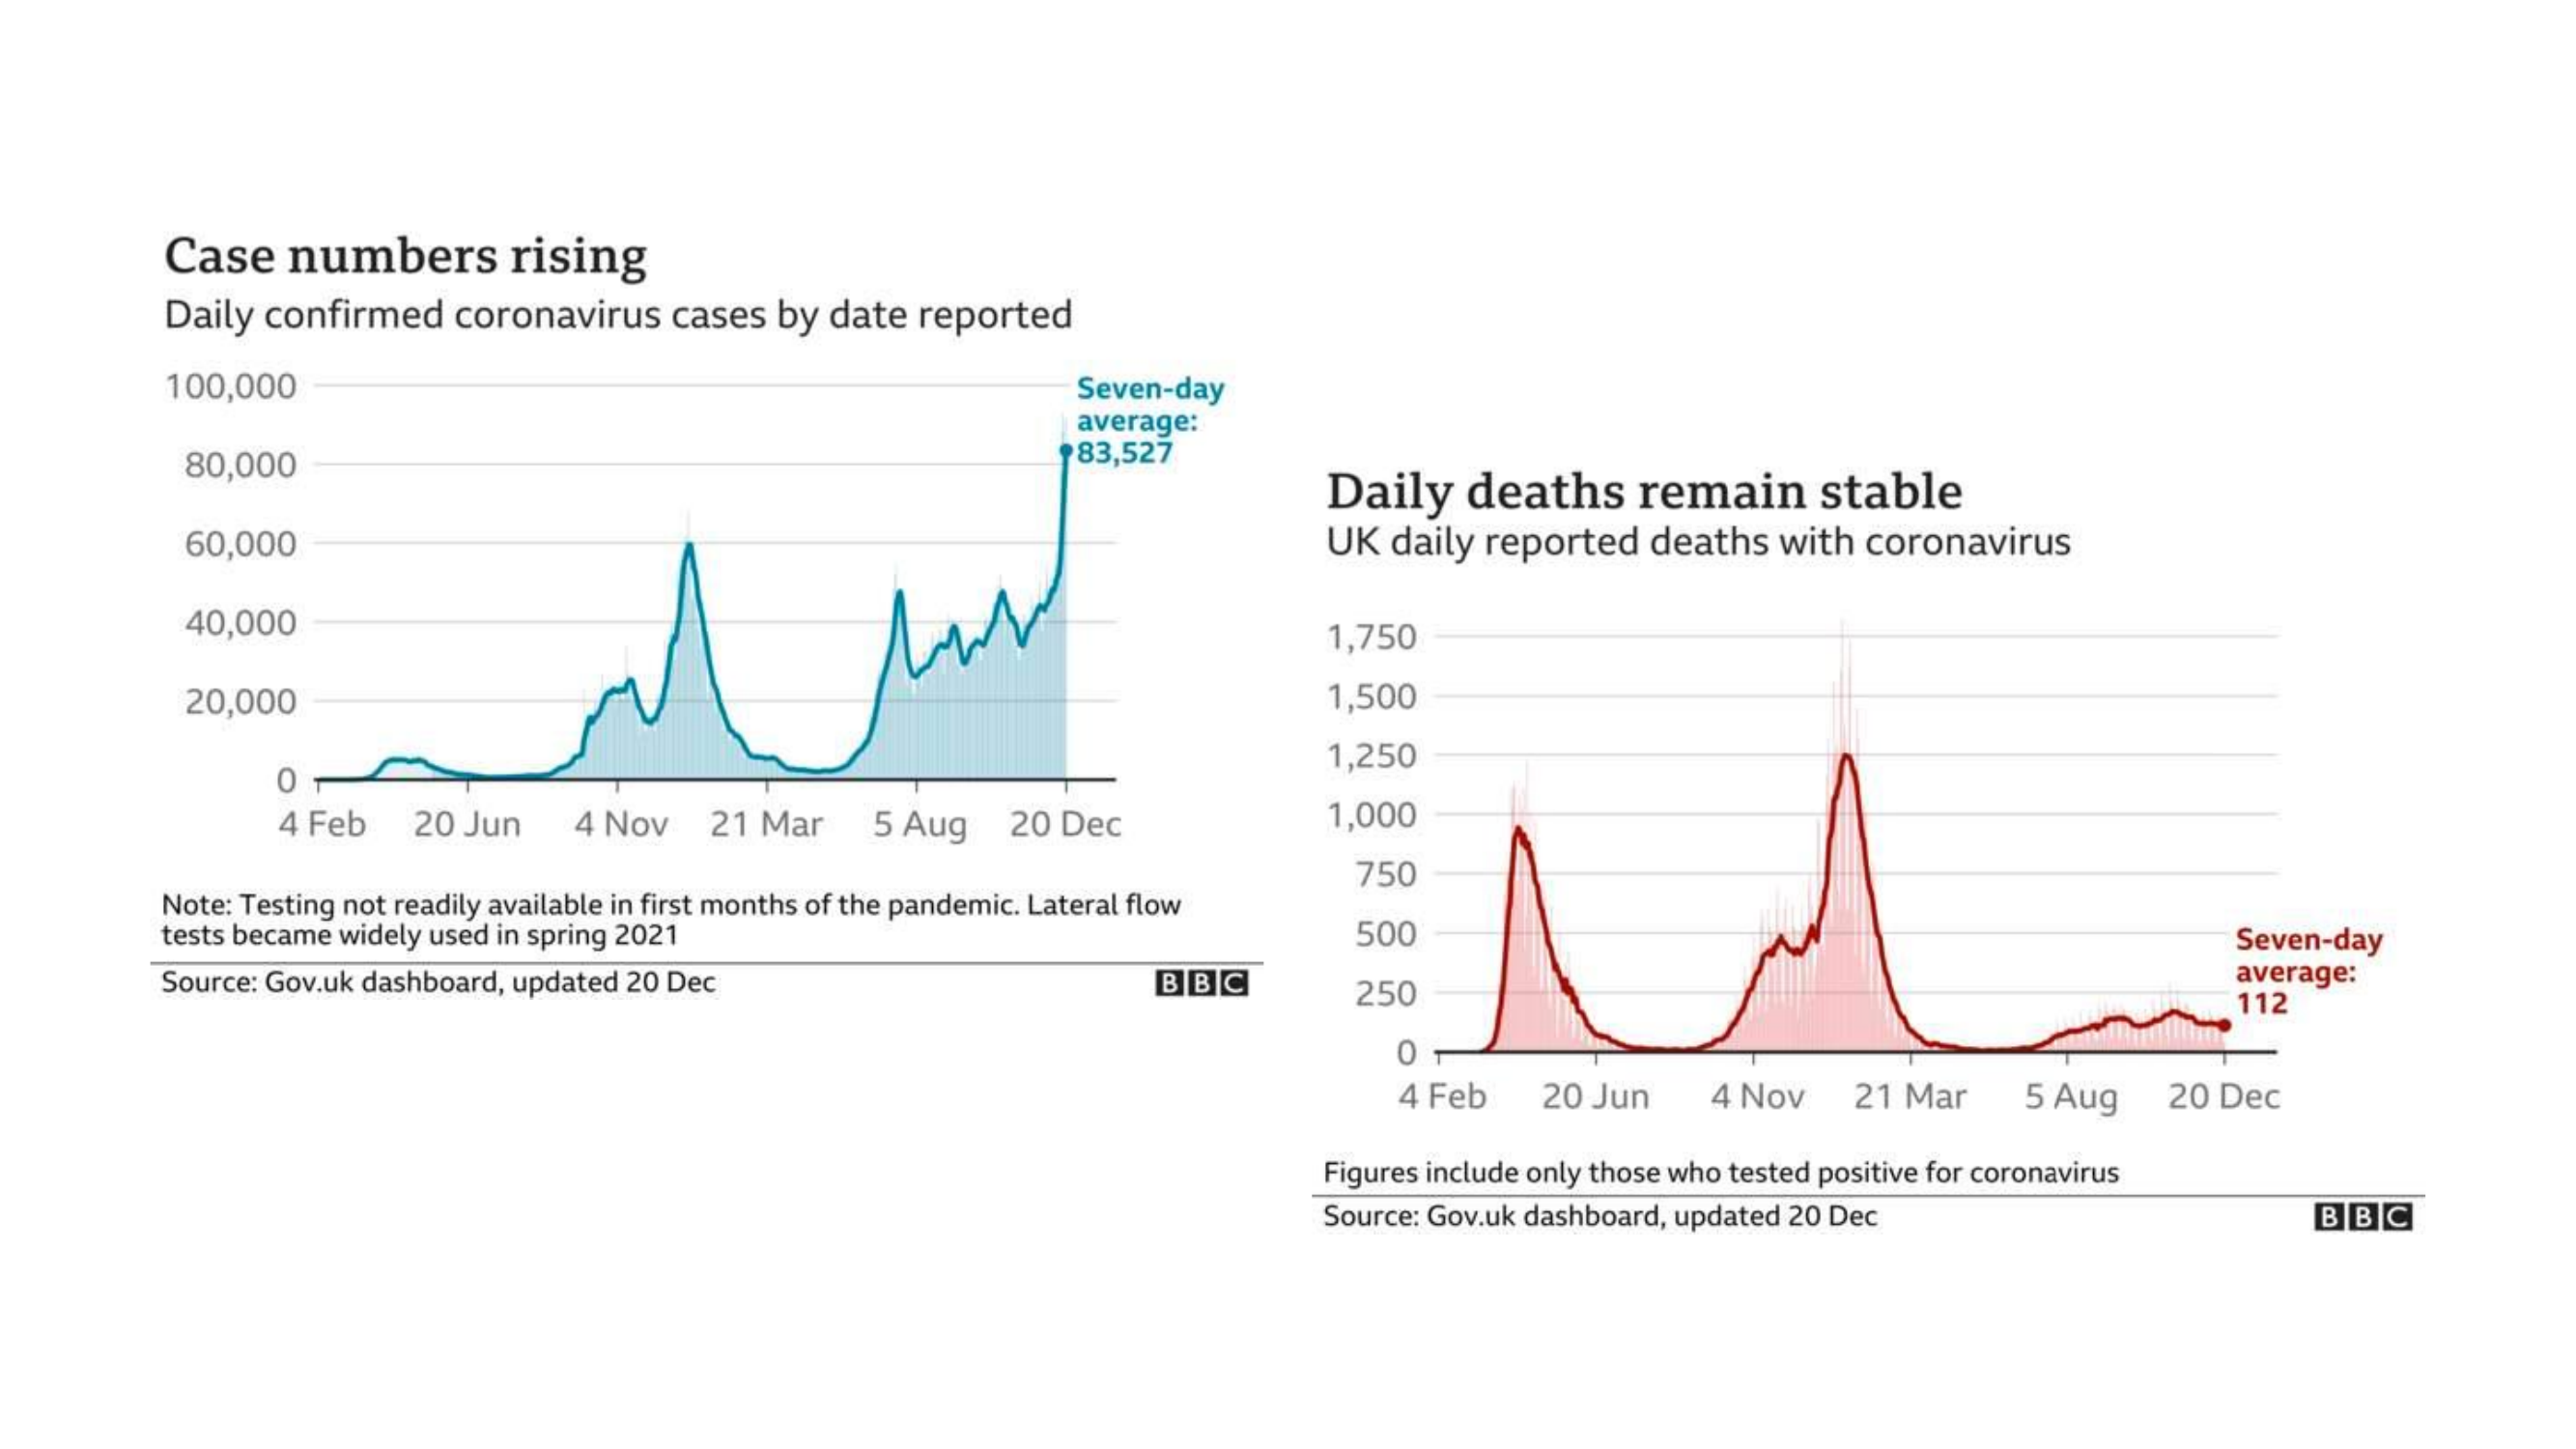 Case numbers rising
Daily confirmed coronavirus cases by date reported
100,000
80,000
60,000
40,000
20,000
0
Seven-day
average:
83,527
4 Feb 20 Jun 4 Nov 21 Mar 5 Aug 20 Dec
Note: Testing not readily available in first months of the pandemic. Lateral flow
tests became widely used in spring 2021
Source: Gov.uk dashboard, updated 20 Dec
BBC
Daily deaths remain stable
UK daily reported deaths with coronavirus
1,750
1,500
1,250
1,000
750
500
250
0
Seven-day
average:
112
4 Feb 20 Jun 4 Nov 21 Mar 5 Aug 20 Dec
Figures include only those who tested positive for coronavirus
Source: Gov.uk dashboard, updated 20 Dec
BBC